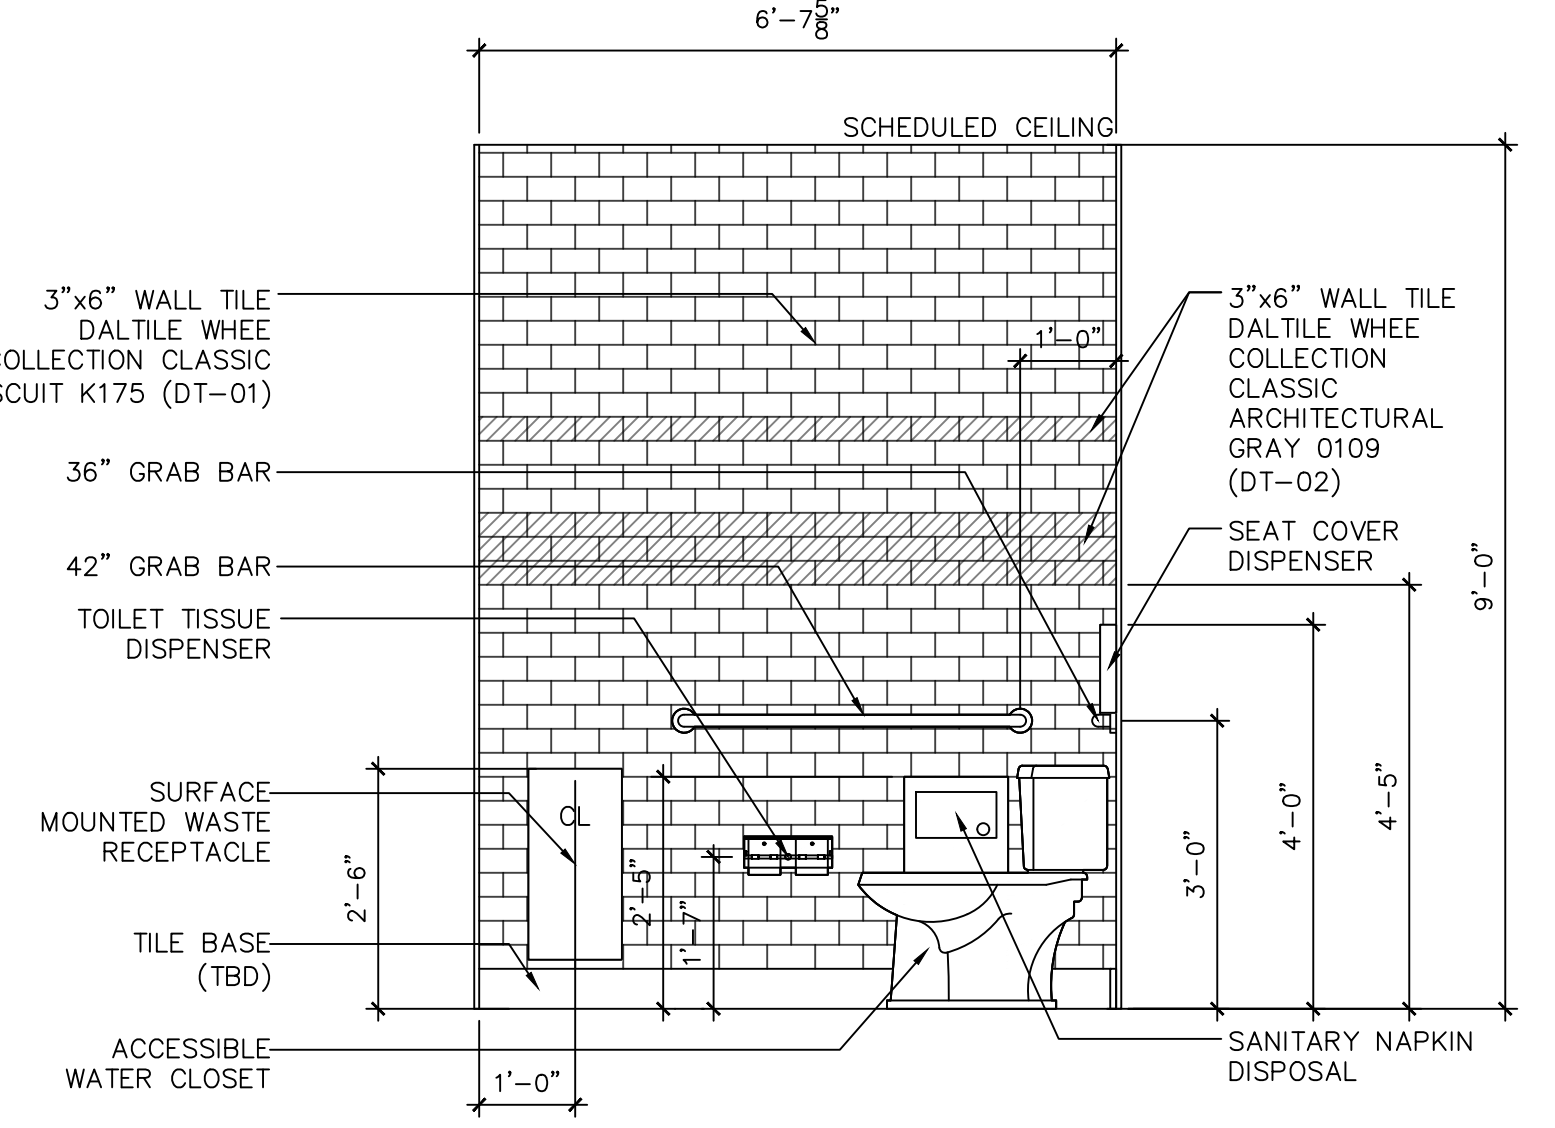 6'-7 5/8"
SCHEDULED CEILING
3"x6" WALL TILE
DALTILE WHEE
COLLECTION CLASSIC
SCUIT K175 (DT-01)
36" GRAB BAR
42" GRAB BAR
TOILET TISSUE
DISPENSER
SURFACE
MOUNTED WASTE
RECEPTACLE
TILE BASE
(TBD)
ACCESSIBLE
WATER CLOSET
2'-6"
CL
2'-5"
1'-7"
1'-0"
1'-0"
3"x6" WALL TILE
DALTILE WHEE
COLLECTION
CLASSIC
ARCHITECTURAL
GRAY 0109
(DT-02)
SEAT COVER
DISPENSER
3'-0"
4'-0"
4'-5"
9'-0"
SANITARY NAPKIN
DISPOSAL